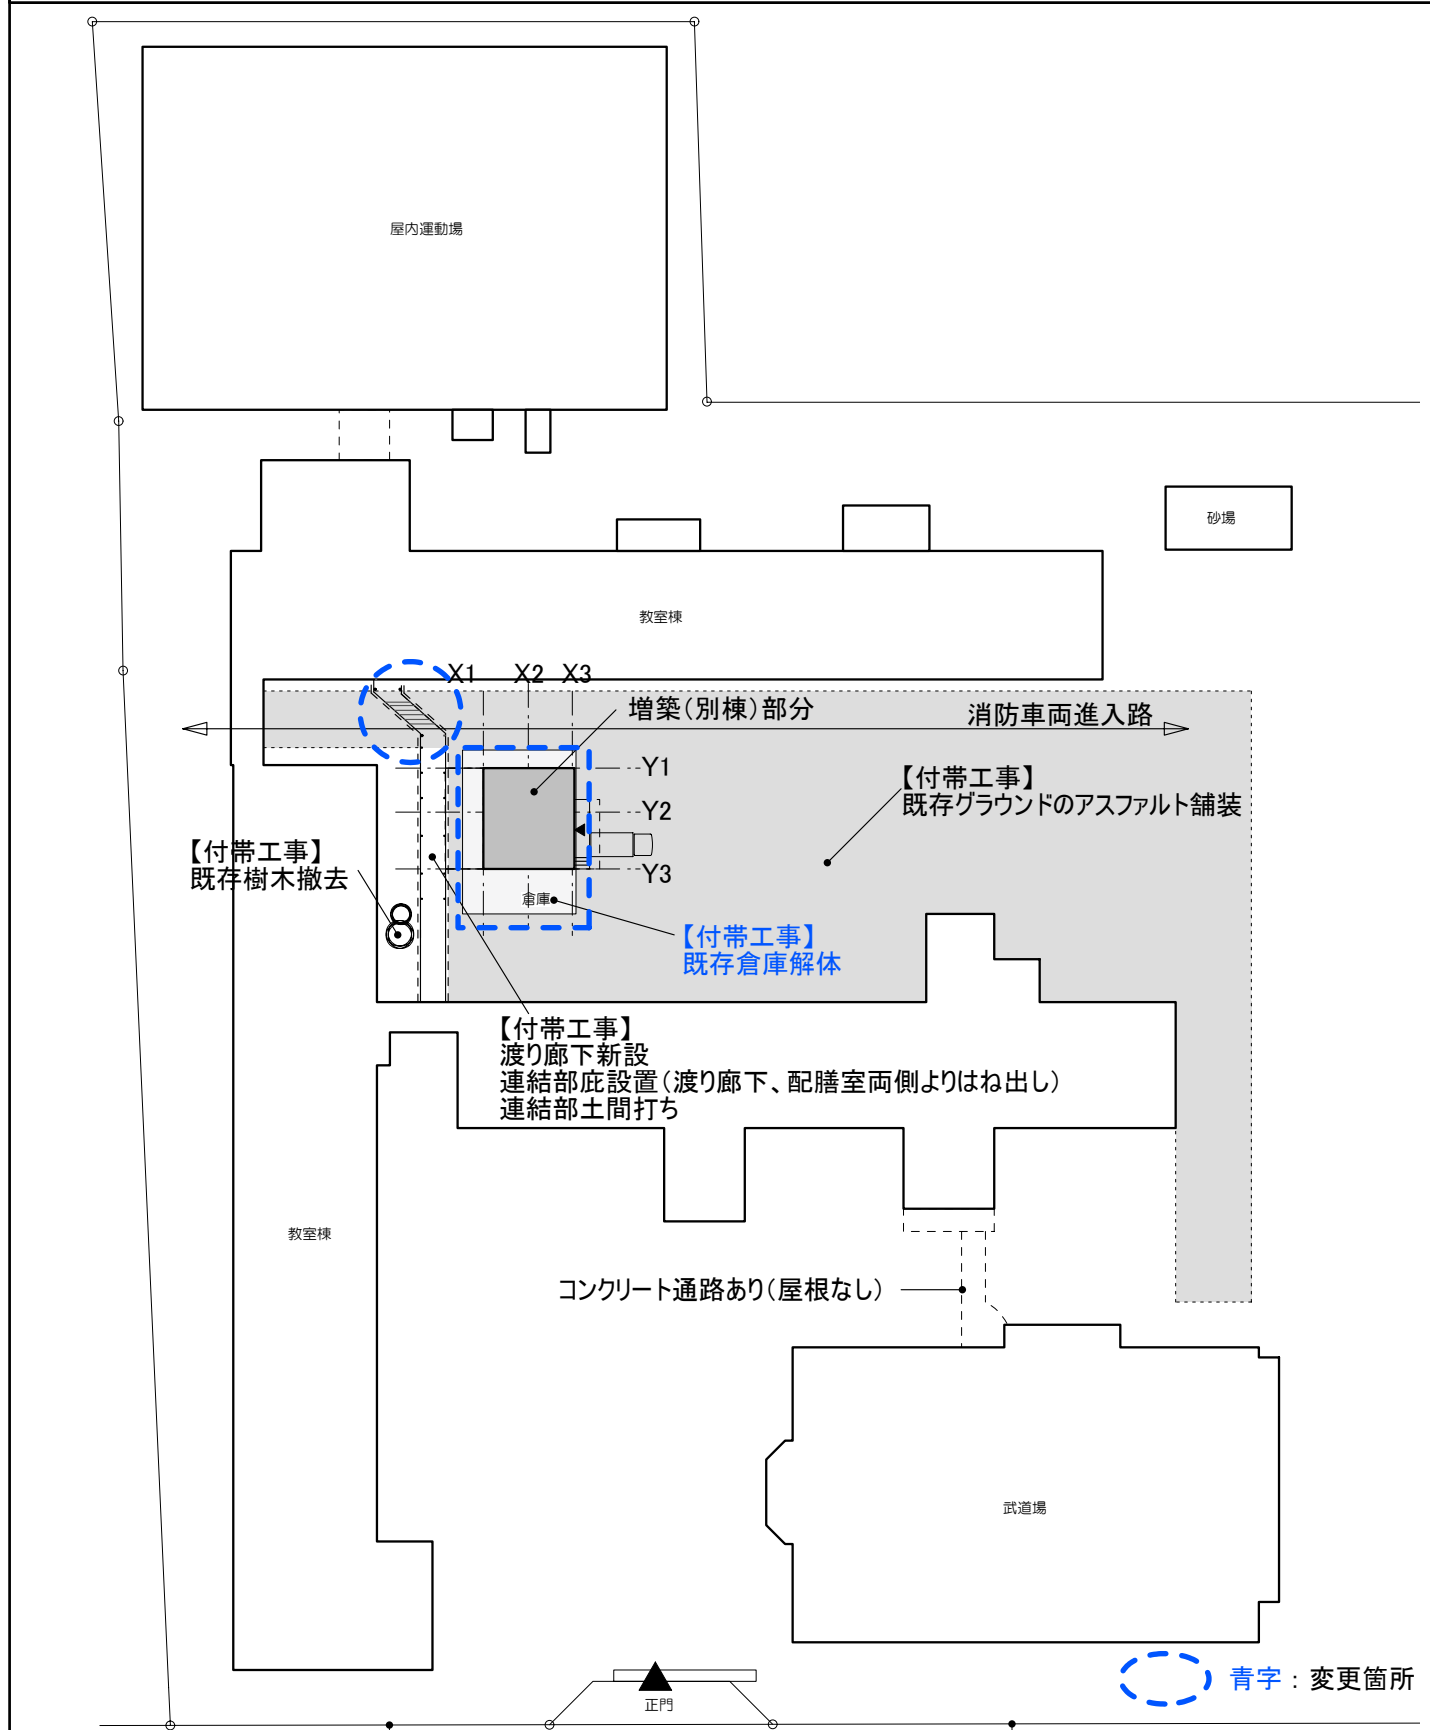 屋内運動場
砂場
教室棟
X1
X2
X3
増築(別棟)部分
消防車両進入路
Y1
【付帯工事】
既存グラウンドのアスファルト舗装
Y2
【付帯工事】
既存樹木撤去
Y3
倉庫
【付帯工事】
既存倉庫解体
【付帯工事】
渡り廊下新設
連結部庇設置(渡り廊下、配膳室両側よりはね出し)
連結部土間打ち
教室棟
コンクリート通路あり(屋根なし)
武道場
青字:変更箇所
正門